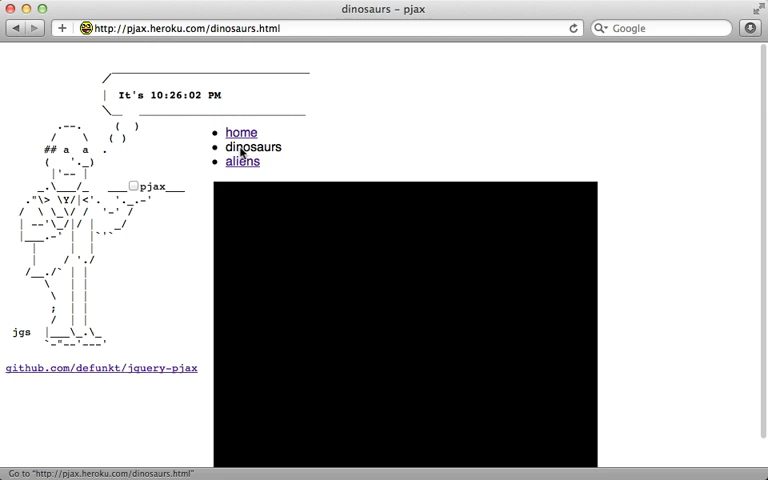 dinosaurs – pjax
http://pjax.heroku.com/dinosaurs.html
Google
It's 10:26:02 PM
home
dinosaurs
aliens
pjax
jgs
github.com/defunkt/jquery-pjax
Go to "http://pjax.heroku.com/dinosaurs.html"